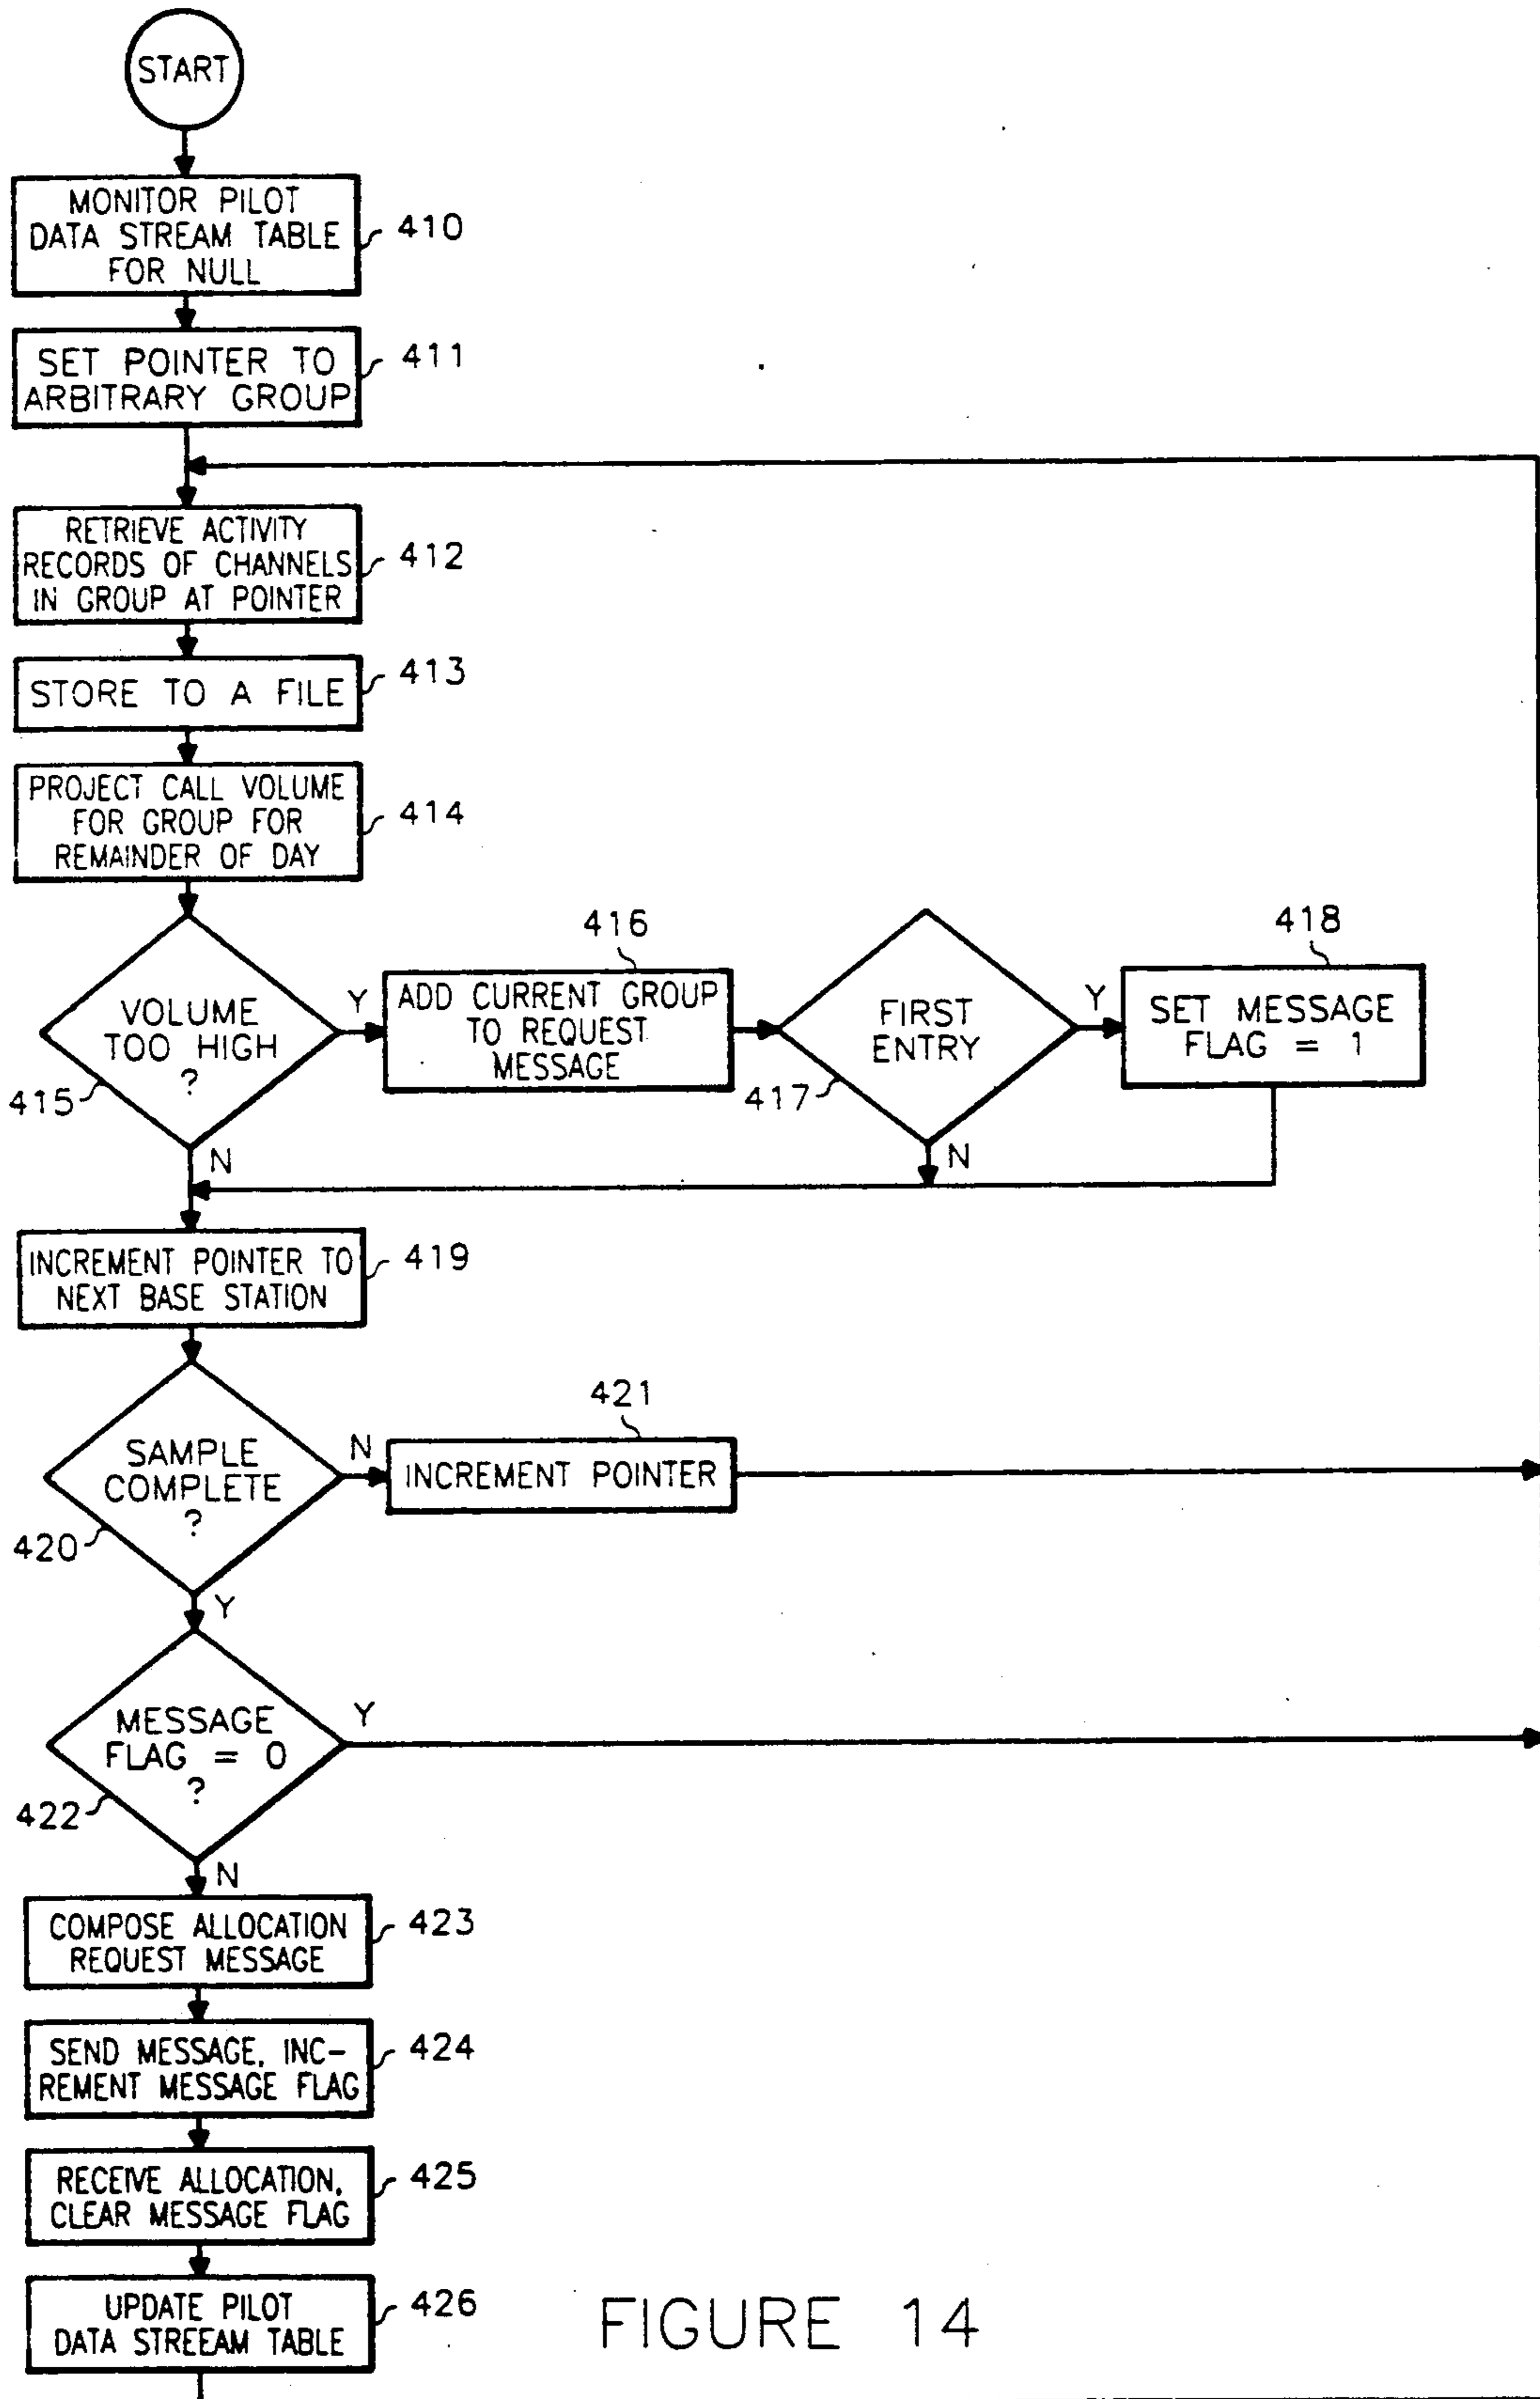 START
MONITOR PILOT
DATA STREAM TABLE
FOR NULL
410
SET POINTER TO
ARBITRARY GROUP
411
RETRIEVE ACTIVITY
RECORDS OF CHANNELS
IN GROUP AT POINTER
412
STORE TO A FILE
413
PROJECT CALL VOLUME
FOR GROUP FOR
REMAINDER OF DAY
414
VOLUME
TOO HIGH
?
415
Y
N
416
ADD CURRENT GROUP
TO REQUEST
MESSAGE
FIRST
ENTRY
417
Y
N
418
SET MESSAGE
FLAG = 1
INCREMENT POINTER TO
NEXT BASE STATION
419
SAMPLE
COMPLETE
?
420
N
Y
421
INCREMENT POINTER
MESSAGE
FLAG = 0
?
422
Y
N
COMPOSE ALLOCATION
REQUEST MESSAGE
423
SEND MESSAGE, INC-
REMENT MESSAGE FLAG
424
RECEIVE ALLOCATION,
CLEAR MESSAGE FLAG
425
UPDATE PILOT
DATA STREEAM TABLE
426
FIGURE 14